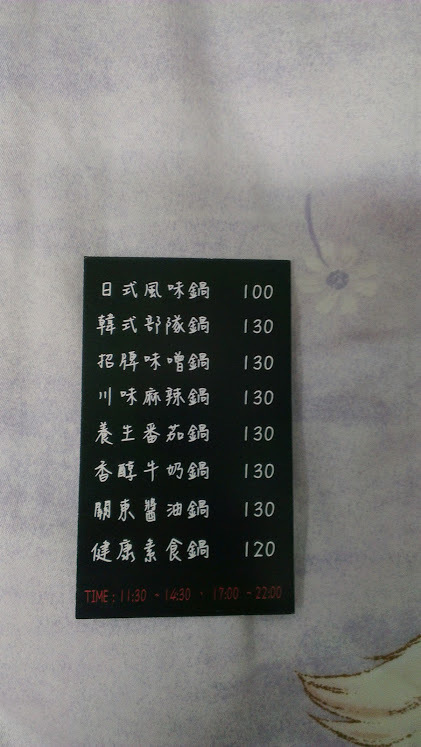 日式風味鍋 100
韓式部隊鍋 130
招牌味噌鍋 130
川味麻辣鍋 130
養生番茄鍋 130
香醇牛奶鍋 130
關東醬油鍋 130
健康素食鍋 120
TIME : 11:30 - 14:30 , 17:00 - 22:00